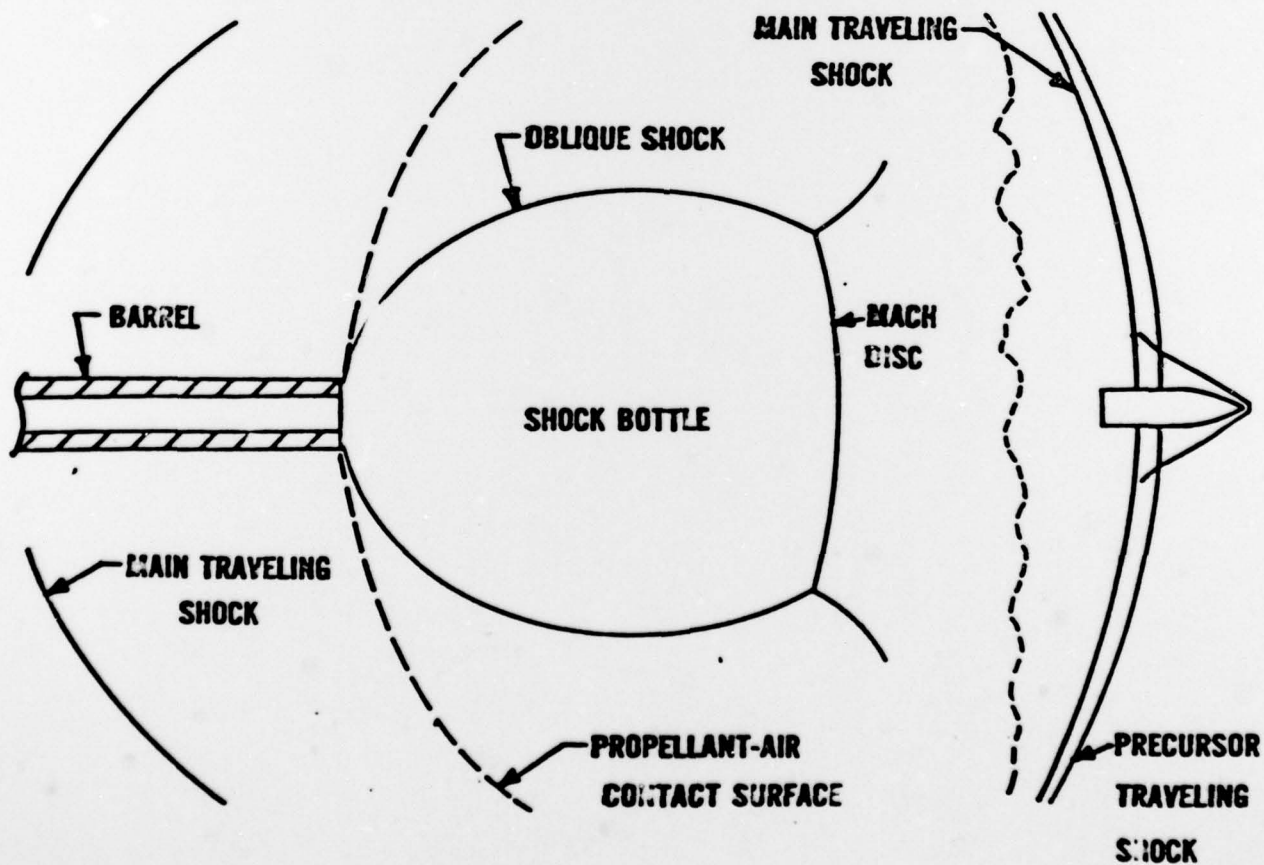 MAIN TRAVELING
SHOCK
OBLIQUE SHOCK
BARREL
MACH
DISC
SHOCK BOTTLE
MAIN TRAVELING
SHOCK
PROPELLANT-AIR
CONTACT SURFACE
PRECURSOR
TRAVELING
SHOCK